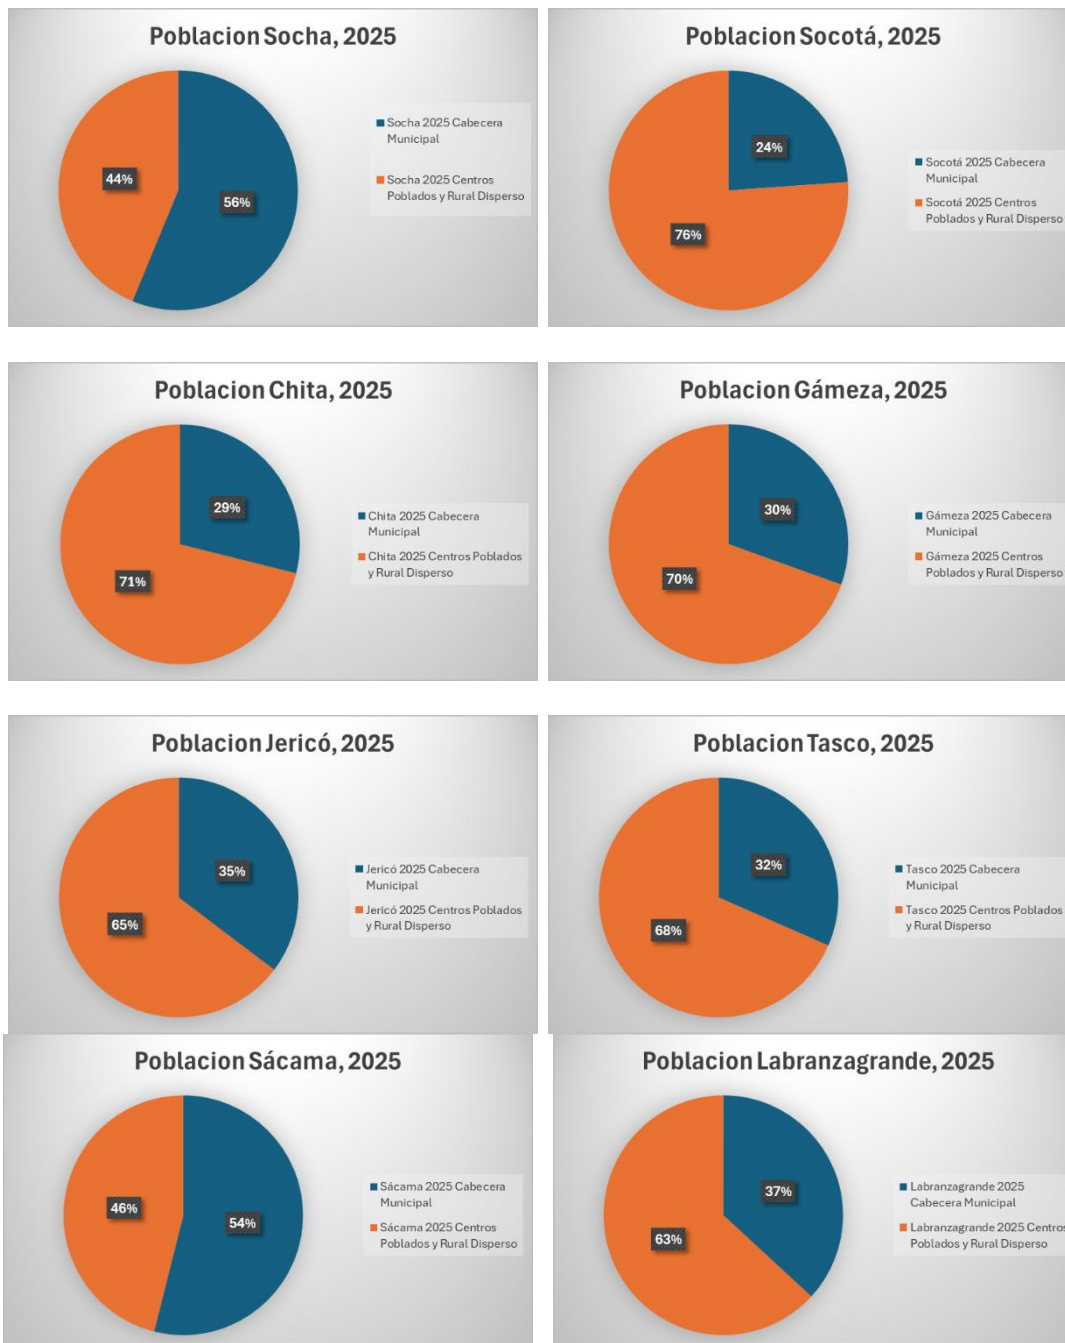 Poblacion Socha, 2025
44%
56%
Socha 2025 Cabecera
Municipal
Socha 2025 Centros
Poblados y Rural Disperso
Poblacion Socotá, 2025
24%
76%
Socotá 2025 Cabecera
Municipal
Socotá 2025 Centros
Poblados y Rural Disperso
Poblacion Chita, 2025
29%
71%
Chita 2025 Cabecera
Municipal
Chita 2025 Centros Poblados
y Rural Disperso
Poblacion Gámeza, 2025
30%
70%
Gámeza 2025 Cabecera
Municipal
Gámeza 2025 Centros
Poblados y Rural Disperso
Poblacion Jericó, 2025
35%
65%
Jericó 2025 Cabecera
Municipal
Jericó 2025 Centros Poblados
y Rural Disperso
Poblacion Tasco, 2025
32%
68%
Tasco 2025 Cabecera
Municipal
Tasco 2025 Centros Poblados
y Rural Disperso
Poblacion Sácama, 2025
46%
54%
Sácama 2025 Cabecera
Municipal
Sácama 2025 Centros
Poblados y Rural Disperso
Poblacion Labranzagrande, 2025
37%
63%
Labranzagrande 2025
Cabecera Municipal
Labranzagrande 2025 Centros
Poblados y Rural Disperso